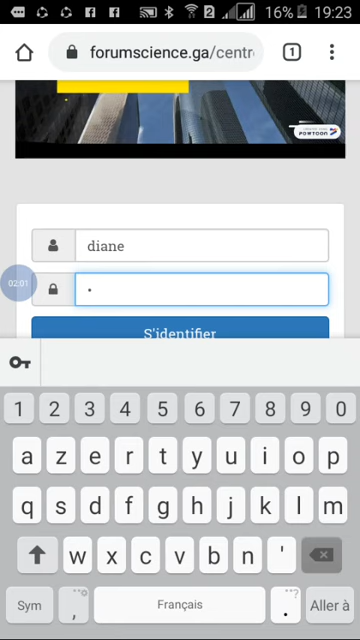 16% 19:23
forumscience.ga/centr
1
POWTOON
diane
•
02:01
S'identifier
1 2 3 4 5 6 7 8 9 0
a z e r t y u i o p
q s d f g h j k l m
w x c v b n '
Sym , Français . Aller à